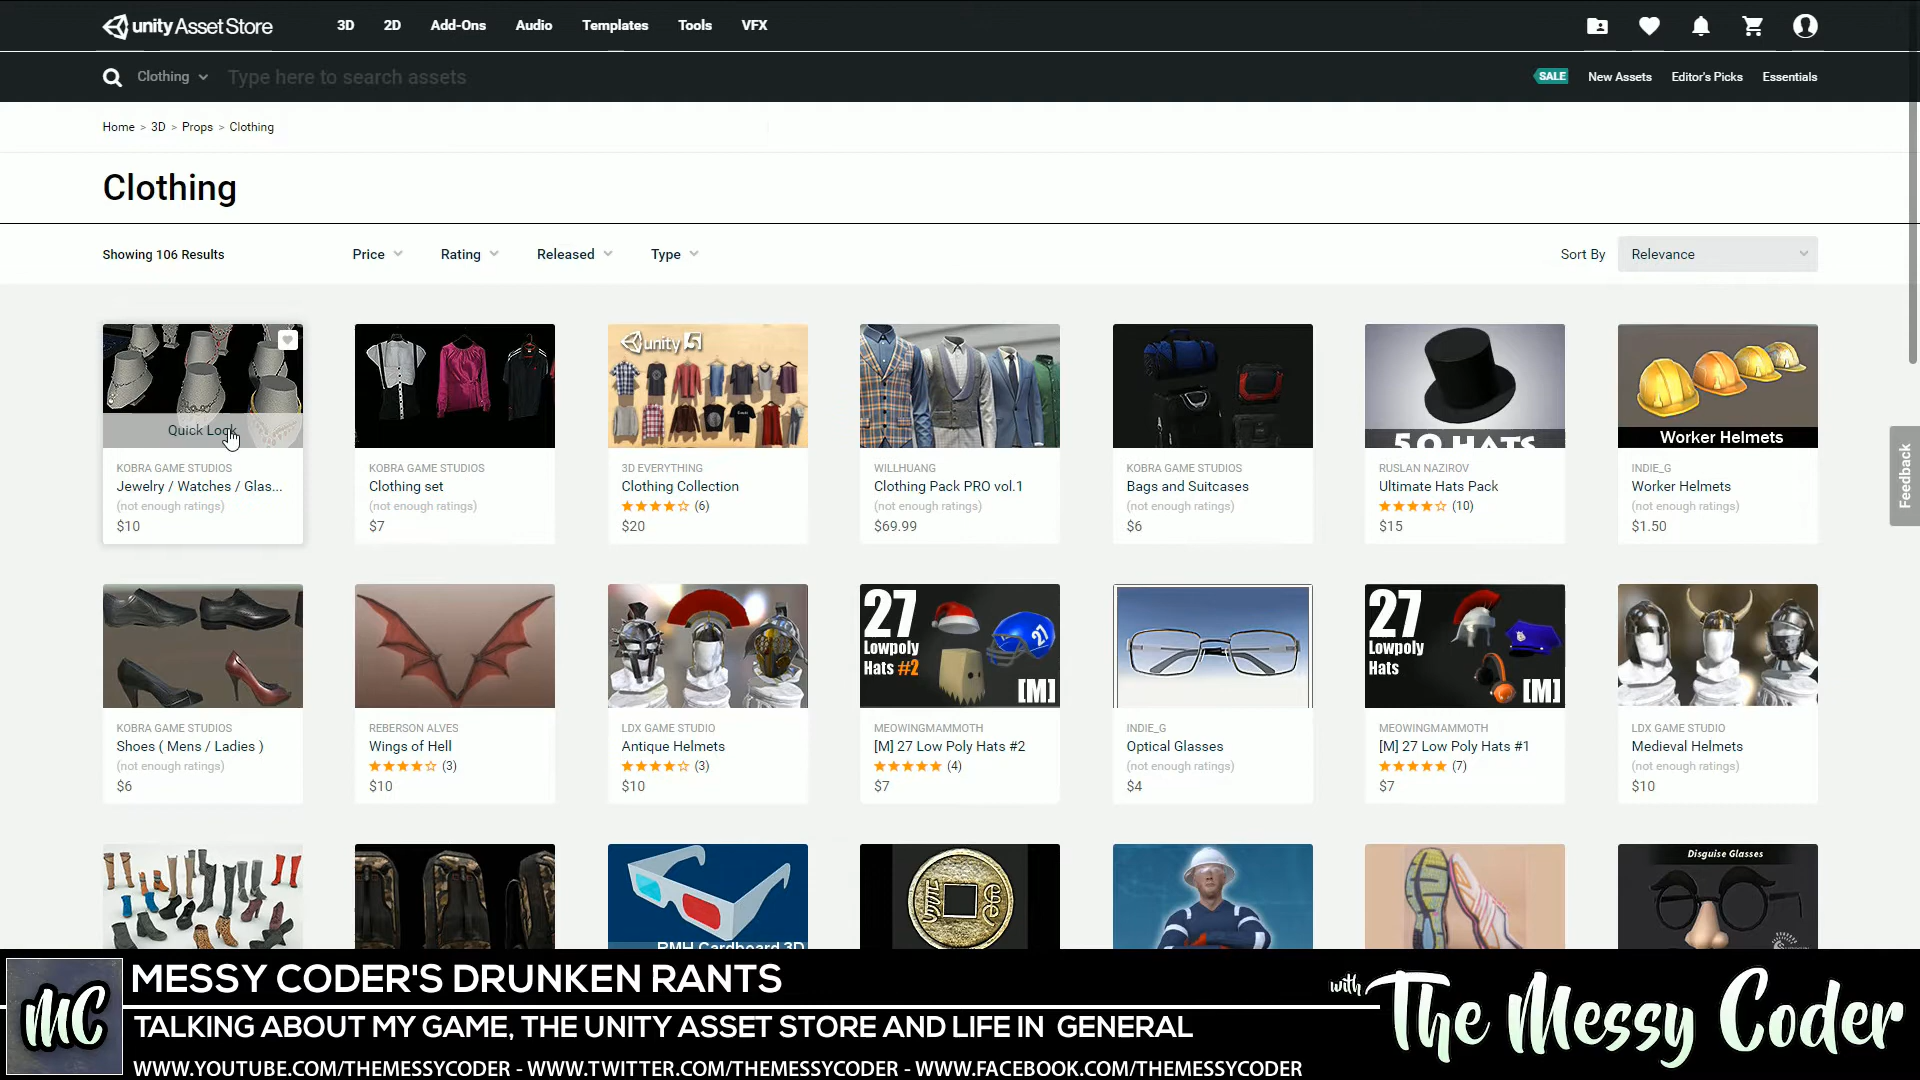 unity Asset Store
3D 2D Add-Ons Audio Templates Tools VFX
Clothing Type here to search assets
SALE New Assets Editor's Picks Essentials
Home > 3D > Props > Clothing
Clothing
Showing 106 Results Price Rating Released Type Sort By Relevance
Quick Look
unity 5
50 HATS
Worker Helmets
KOBRA GAME STUDIOS
Jewelry / Watches / Glas...
(not enough ratings)
$10
KOBRA GAME STUDIOS
Clothing set
(not enough ratings)
$7
3D EVERYTHING
Clothing Collection
(6)
$20
WILLHUANG
Clothing Pack PRO vol.1
(not enough ratings)
$69.99
KOBRA GAME STUDIOS
Bags and Suitcases
(not enough ratings)
$6
RUSLAN NAZIROV
Ultimate Hats Pack
(10)
$15
INDIE_G
Worker Helmets
(not enough ratings)
$1.50
Feedback
27
Lowpoly
Hats #2
27
[M]
27
Lowpoly
Hats
[M]
KOBRA GAME STUDIOS
Shoes ( Mens / Ladies )
(not enough ratings)
$6
REBERSON ALVES
Wings of Hell
(3)
$10
LDX GAME STUDIO
Antique Helmets
(3)
$10
MEOWINGMAMMOTH
[M] 27 Low Poly Hats #2
(4)
$7
INDIE_G
Optical Glasses
(not enough ratings)
$4
MEOWINGMAMMOTH
[M] 27 Low Poly Hats #1
(7)
$7
LDX GAME STUDIO
Medieval Helmets
(not enough ratings)
$10
RMH Cardboard 3D
Disguise Glasses
MC
MESSY CODER'S DRUNKEN RANTS
TALKING ABOUT MY GAME, THE UNITY ASSET STORE AND LIFE IN GENERAL
WWW.YOUTUBE.COM/THEMESSYCODER - WWW.TWITTER.COM/THEMESSYCODER - WWW.FACEBOOK.COM/THEMESSYCODER
with The Messy Coder